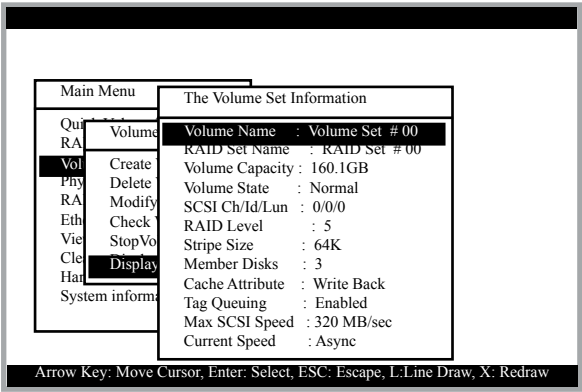 Main Menu
Qui
RA
Vol
Phy
RA
Eth
Vie
Cle
Har
System informa
Volume
Create
Delete
Modify
Check
StopVo
Display
The Volume Set Information
Volume Name : Volume Set # 00
RAID Set Name : RAID Set # 00
Volume Capacity : 160.1GB
Volume State : Normal
SCSI Ch/Id/Lun : 0/0/0
RAID Level : 5
Stripe Size : 64K
Member Disks : 3
Cache Attribute : Write Back
Tag Queuing : Enabled
Max SCSI Speed : 320 MB/sec
Current Speed : Async
Arrow Key: Move Cursor, Enter: Select, ESC: Escape, L:Line Draw, X: Redraw